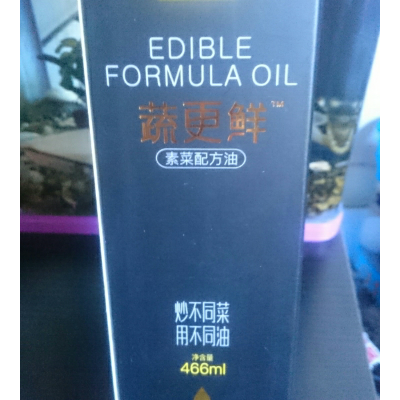 EDIBLE
FORMULA OIL
蔬更鲜™
素菜配方油
炒不同菜
用不同油
净含量
466ml